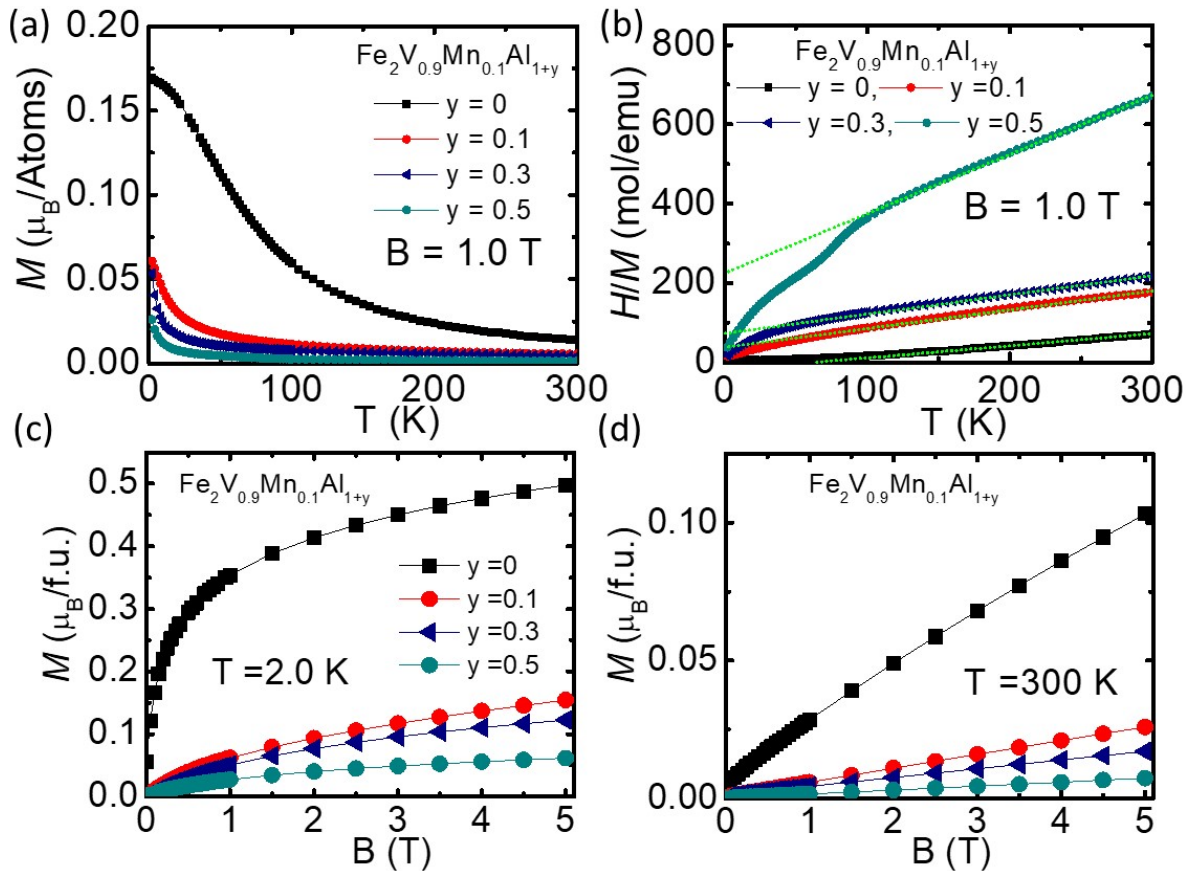 (a)
0.20
0.15
0.10
0.05
0.00
M (μB/Atoms)
Fe2V0.9Mn0.1Al1+y
y = 0
y = 0.1
y = 0.3
y = 0.5
B = 1.0 T
0 100 200 300
T (K)
(b)
800
600
400
200
0
H/M (mol/emu)
Fe2V0.9Mn0.1Al1+y
y = 0, y =0.1
y =0.3, y =0.5
B = 1.0 T
0 100 200 300
T (K)
(c)
0.5
0.4
0.3
0.2
0.1
0.0
M (μB/f.u.)
Fe2V0.9Mn0.1Al1+y
y =0
y =0.1
y =0.3
y =0.5
T =2.0 K
0 1 2 3 4 5
B (T)
(d)
0.10
0.05
0.00
M (μB/f.u.)
Fe2V0.9Mn0.1Al1+y
T =300 K
0 1 2 3 4 5
B (T)